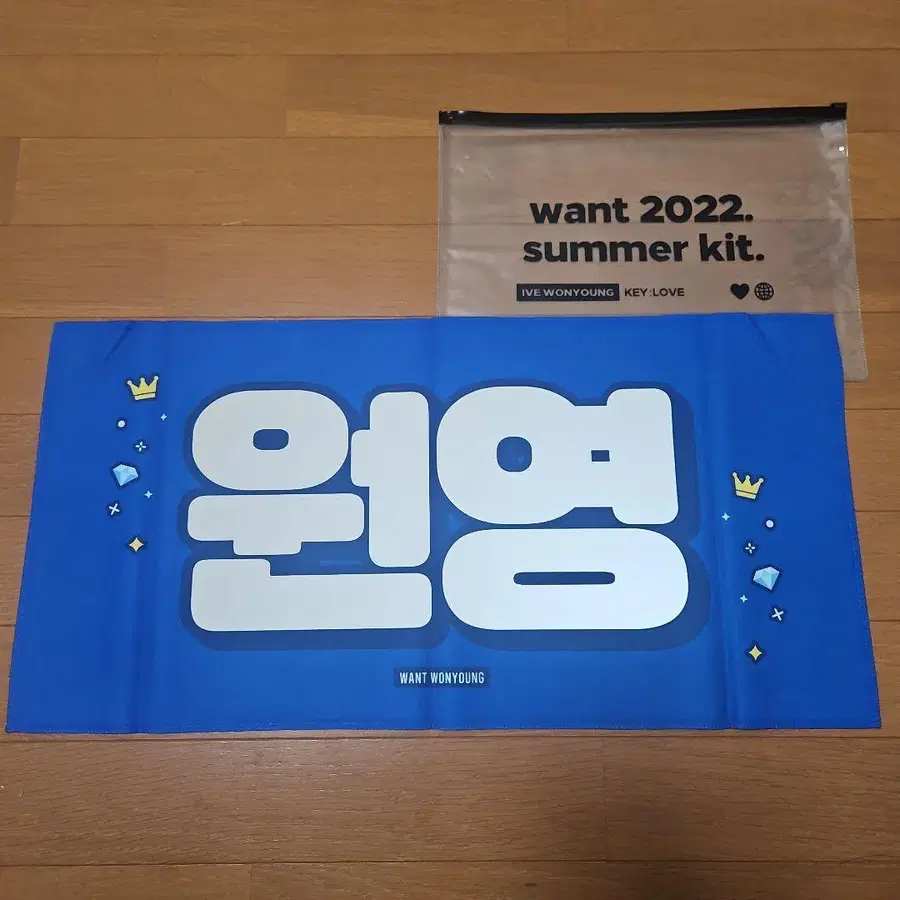 want 2022.
summer kit.
IVE WONYOUNG KEY:LOVE
원영
WANT WONYOUNG